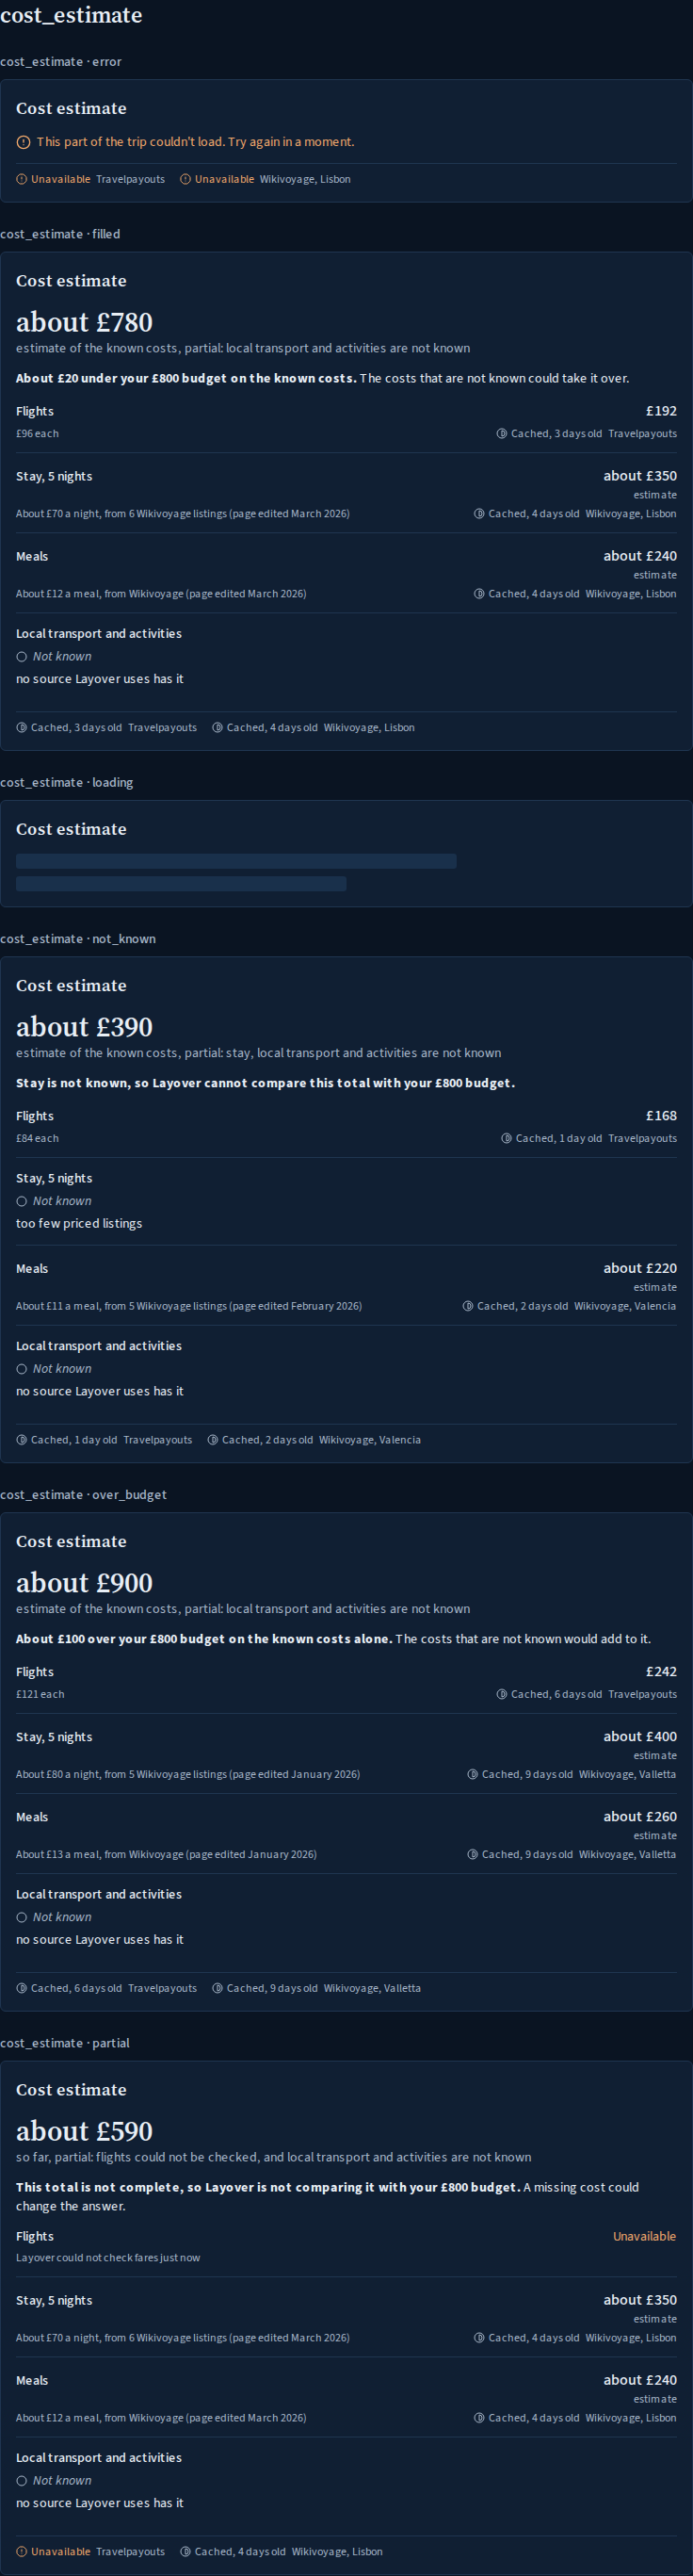 cost_estimate
cost_estimate · error
Cost estimate
This part of the trip couldn't load. Try again in a moment.
Unavailable Travelpayouts Unavailable Wikivoyage, Lisbon
cost_estimate · filled
Cost estimate
about £780
estimate of the known costs, partial: local transport and activities are not known
About £20 under your £800 budget on the known costs. The costs that are not known could take it over.
Flights £192
£96 each Cached, 3 days old Travelpayouts
Stay, 5 nights about £350
estimate
About £70 a night, from 6 Wikivoyage listings (page edited March 2026) Cached, 4 days old Wikivoyage, Lisbon
Meals about £240
estimate
About £12 a meal, from Wikivoyage (page edited March 2026) Cached, 4 days old Wikivoyage, Lisbon
Local transport and activities
Not known
no source Layover uses has it
Cached, 3 days old Travelpayouts Cached, 4 days old Wikivoyage, Lisbon
cost_estimate · loading
Cost estimate
cost_estimate · not_known
Cost estimate
about £390
estimate of the known costs, partial: stay, local transport and activities are not known
Stay is not known, so Layover cannot compare this total with your £800 budget.
Flights £168
£84 each Cached, 1 day old Travelpayouts
Stay, 5 nights
Not known
too few priced listings
Meals about £220
estimate
About £11 a meal, from 5 Wikivoyage listings (page edited February 2026) Cached, 2 days old Wikivoyage, Valencia
Local transport and activities
Not known
no source Layover uses has it
Cached, 1 day old Travelpayouts Cached, 2 days old Wikivoyage, Valencia
cost_estimate · over_budget
Cost estimate
about £900
estimate of the known costs, partial: local transport and activities are not known
About £100 over your £800 budget on the known costs alone. The costs that are not known would add to it.
Flights £242
£121 each Cached, 6 days old Travelpayouts
Stay, 5 nights about £400
estimate
About £80 a night, from 5 Wikivoyage listings (page edited January 2026) Cached, 9 days old Wikivoyage, Valletta
Meals about £260
estimate
About £13 a meal, from Wikivoyage (page edited January 2026) Cached, 9 days old Wikivoyage, Valletta
Local transport and activities
Not known
no source Layover uses has it
Cached, 6 days old Travelpayouts Cached, 9 days old Wikivoyage, Valletta
cost_estimate · partial
Cost estimate
about £590
so far, partial: flights could not be checked, and local transport and activities are not known
This total is not complete, so Layover is not comparing it with your £800 budget. A missing cost could
change the answer.
Flights Unavailable
Layover could not check fares just now
Stay, 5 nights about £350
estimate
About £70 a night, from 6 Wikivoyage listings (page edited March 2026) Cached, 4 days old Wikivoyage, Lisbon
Meals about £240
estimate
About £12 a meal, from Wikivoyage (page edited March 2026) Cached, 4 days old Wikivoyage, Lisbon
Local transport and activities
Not known
no source Layover uses has it
Unavailable Travelpayouts Cached, 4 days old Wikivoyage, Lisbon